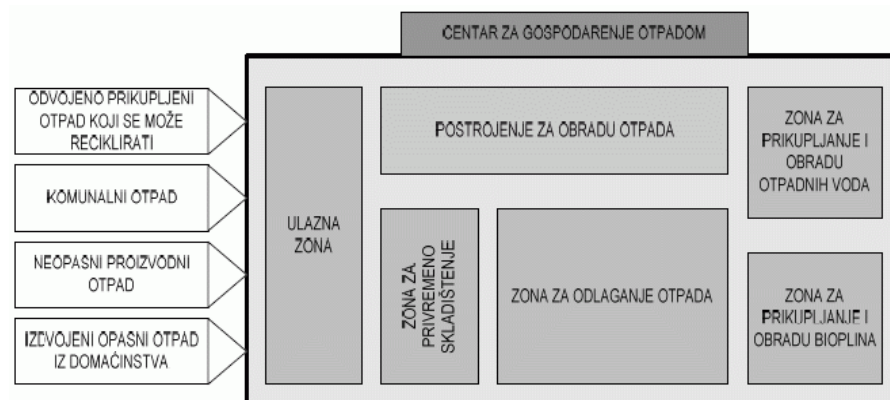 CENTAR ZA GOSPODARENJE OTPADOM
ODVOJENO PRIKUPLJENI
OTPAD KOJI SE MOŽE
RECIKLIRATI
KOMUNALNI OTPAD
NEOPASNI PROIZVODNI
OTPAD
IZDVOJENI OPASNI OTPAD
IZ DOMAĆINSTVA
ULAZNA
ZONA
POSTROJENJE ZA OBRADU OTPADA
ZONA ZA
PRIVREMENO
SKLADIŠTENJE
ZONA ZA ODLAGANJE OTPADA
ZONA ZA
PRIKUPLJANJE I
OBRADU
OTPADNIH VODA
ZONA ZA
PRIKUPLJANJE I
OBRADU BIOPLINA